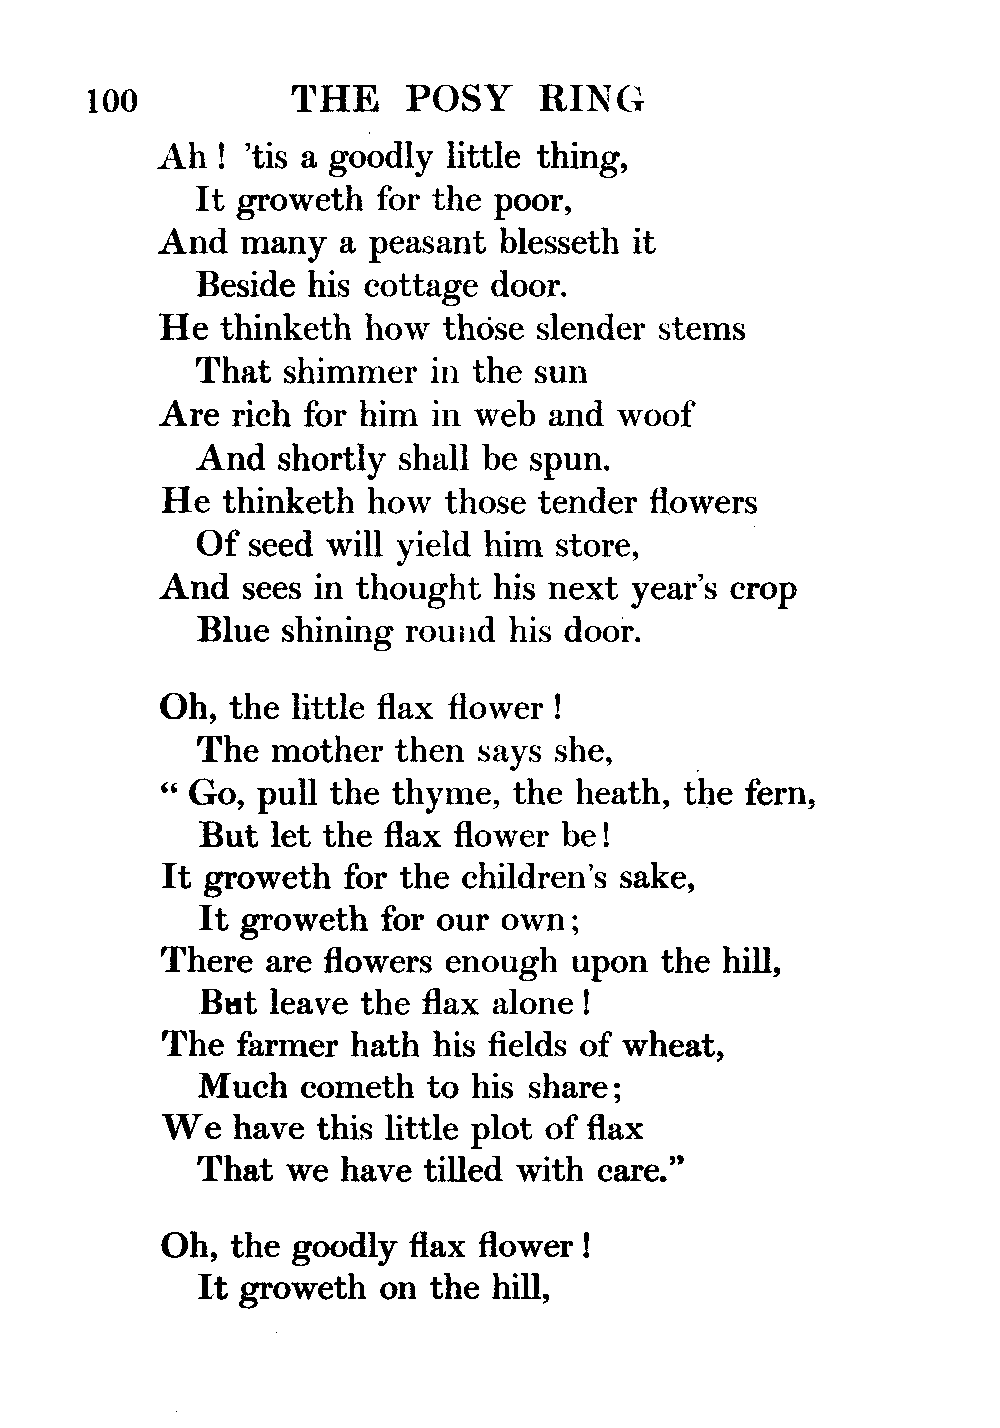 100 THE POSY RING
Ah! 'tis a goodly little thing,
It groweth for the poor,
And many a peasant blesseth it
Beside his cottage door.
He thinketh how those slender stems
That shimmer in the sun
Are rich for him in web and woof
And shortly shall be spun.
He thinketh how those tender flowers
Of seed will yield him store,
And sees in thought his next year's crop
Blue shining round his door.

Oh, the little flax flower!
The mother then says she,
"Go, pull the thyme, the heath, the fern,
But let the flax flower be!
It groweth for the children's sake,
It groweth for our own;
There are flowers enough upon the hill,
But leave the flax alone!
The farmer hath his fields of wheat,
Much cometh to his share;
We have this little plot of flax
That we have tilled with care."

Oh, the goodly flax flower!
It groweth on the hill,